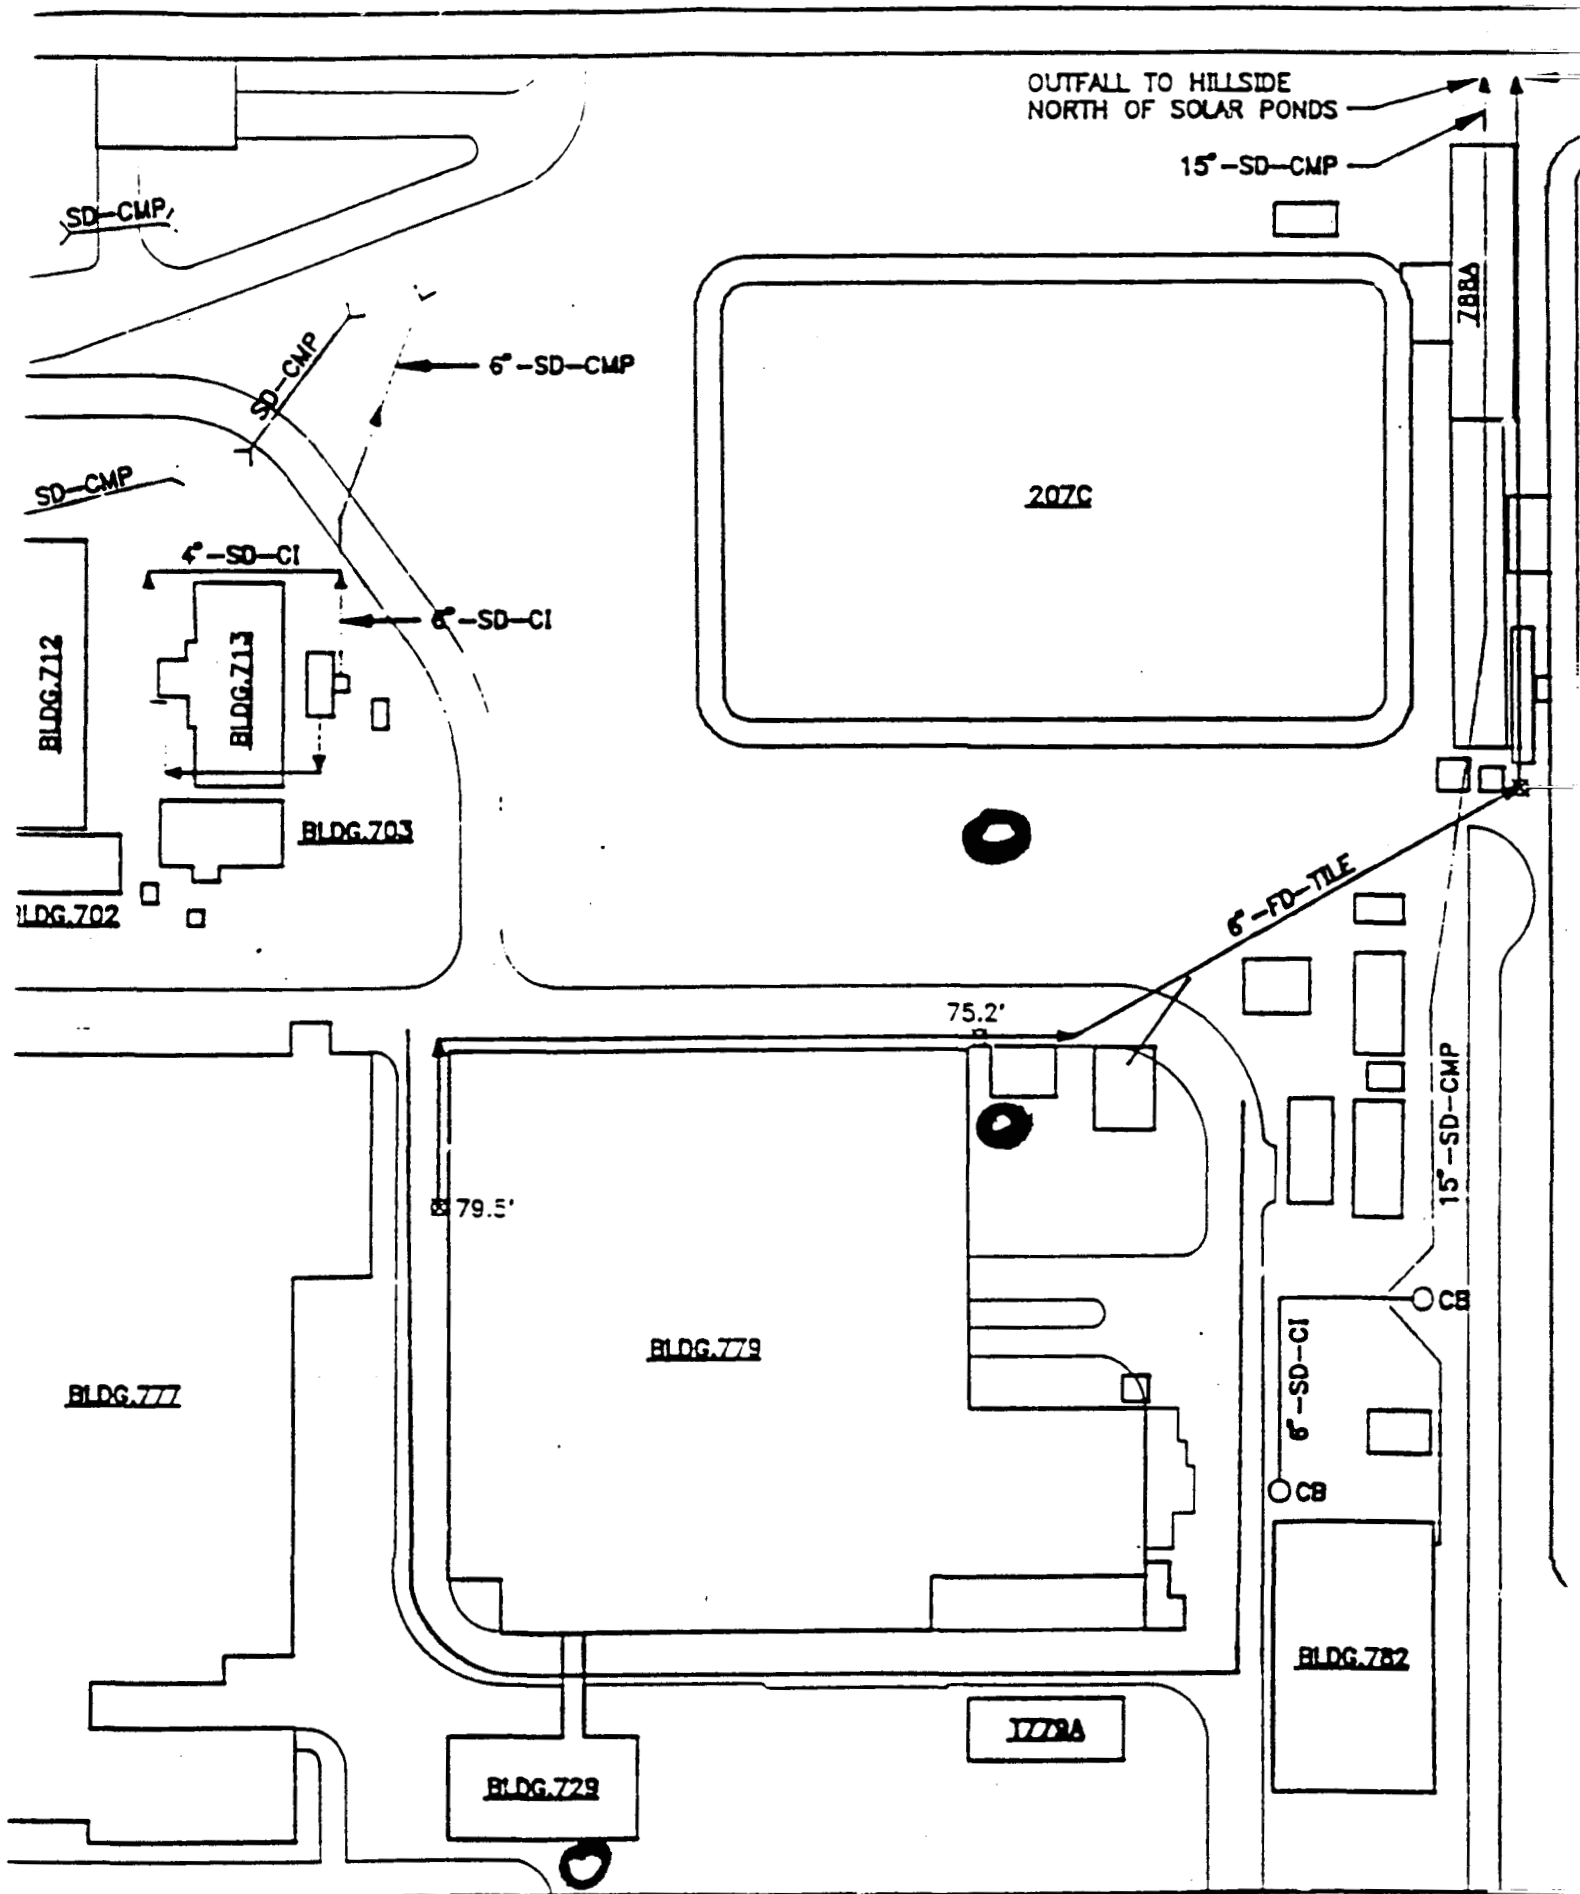 OUTFALL TO HILLSIDE
NORTH OF SOLAR PONDS
15"-SD-CMP
SD-CMP
788A
SD-CMP
6"-SD-CMP
SD-CMP
207C
4"-SD-CI
6"-SD-CI
BLDG.712
BLDG.713
BLDG.703
6"-FD-TILE
BLDG.702
75.2'
15"-SD-CMP
79.5'
CB
BLDG.779
6"-SD-CI
BLDG.777
CB
BLDG.782
T779A
BLDG.729